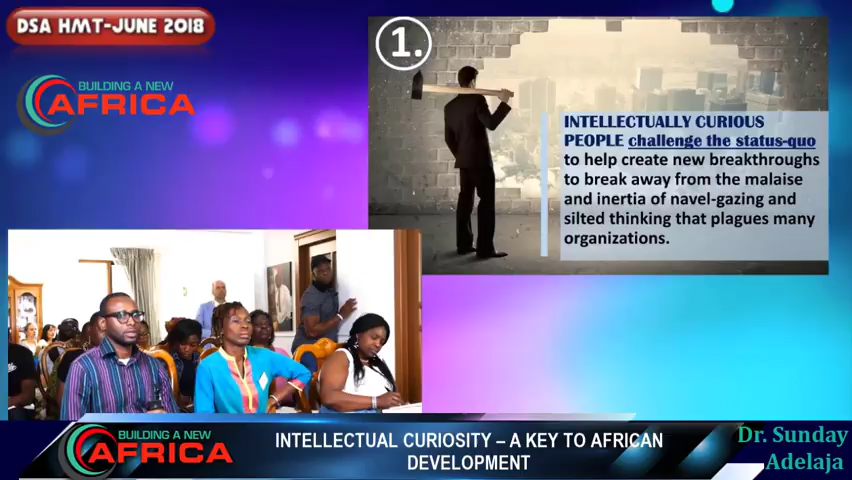 DSA HMT-JUNE 2018
1.
BUILDING A NEW
AFRICA
INTELLECTUALLY CURIOUS
PEOPLE challenge the status-quo
to help create new breakthroughs
to break away from the malaise
and inertia of navel-gazing and
silted thinking that plagues many
organizations.
BUILDING A NEW
AFRICA
INTELLECTUAL CURIOSITY – A KEY TO AFRICAN
DEVELOPMENT
Dr. Sunday
Adelaja